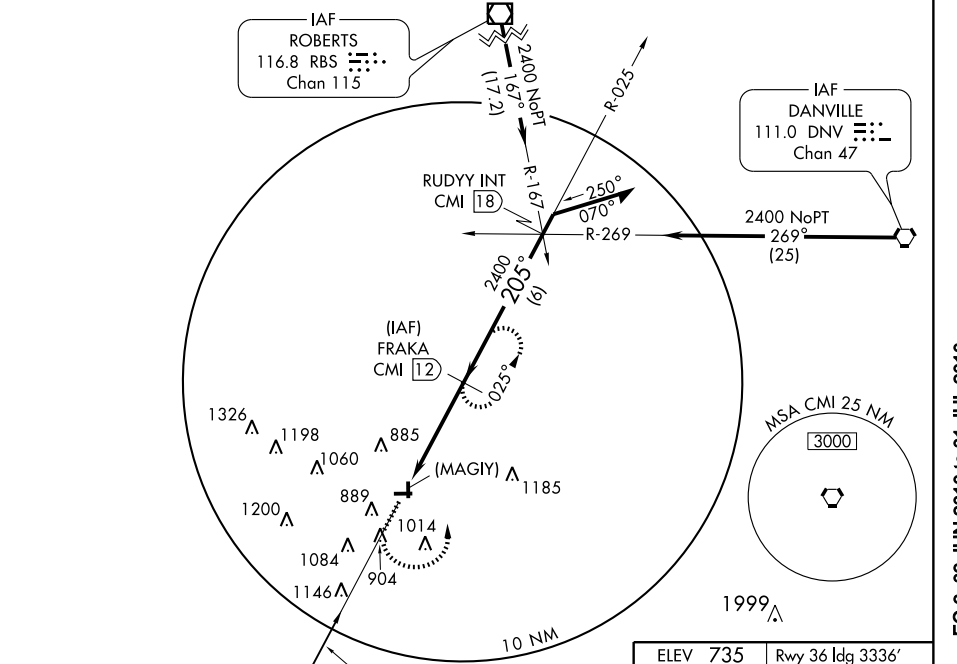 IAF
ROBERTS
116.8 RBS
Chan 115
2400 NoPT
167°
(17.2)
R-167
R-025
IAF
DANVILLE
111.0 DNV
Chan 47
RUDYY INT
CMI 18
250°
070°
R-269
2400 NoPT
269°
(25)
2400
205°
(6)
(IAF)
FRAKA
CMI 12
025°
1326
1198
1060
885
(MAGIY)
1185
889
1200
1014
1084
904
1146
MSA CMI 25 NM
3000
1999
10 NM
ELEV 735
Rwy 36 ldg 3336'